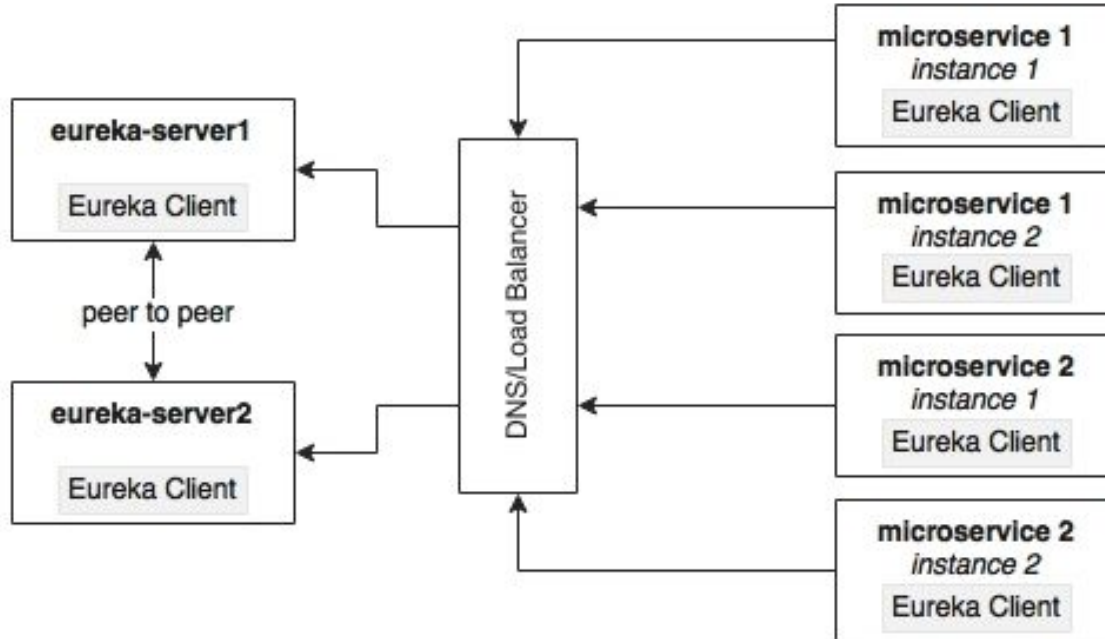 eureka-server1
Eureka Client
peer to peer
eureka-server2
Eureka Client
DNS/Load Balancer
microservice 1
instance 1
Eureka Client
microservice 1
instance 2
Eureka Client
microservice 2
instance 1
Eureka Client
microservice 2
instance 2
Eureka Client